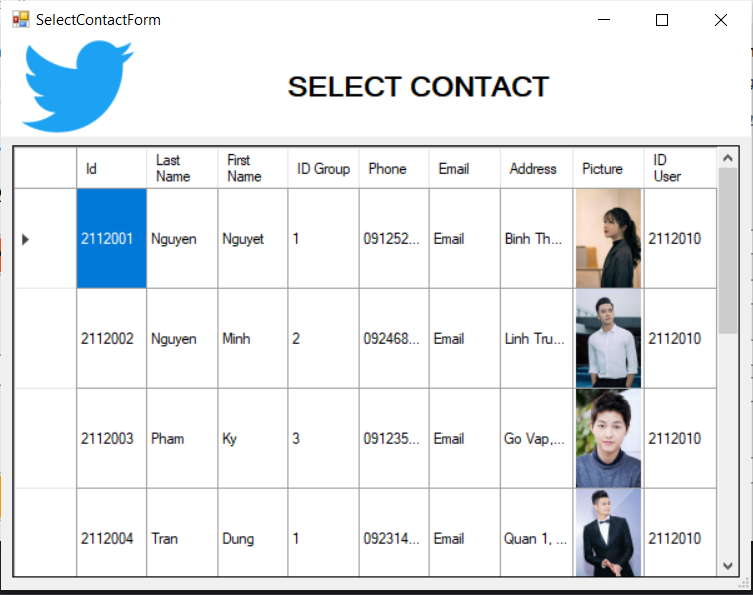 SelectContactForm
SELECT CONTACT
Id Last Name First Name ID Group Phone Email Address Picture ID User
2112001 Nguyen Nguyet 1 091252... Email Binh Th... 2112010
2112002 Nguyen Minh 2 092468... Email Linh Tru... 2112010
2112003 Pham Ky 3 091235... Email Go Vap,... 2112010
2112004 Tran Dung 1 092314... Email Quan 1, ... 2112010